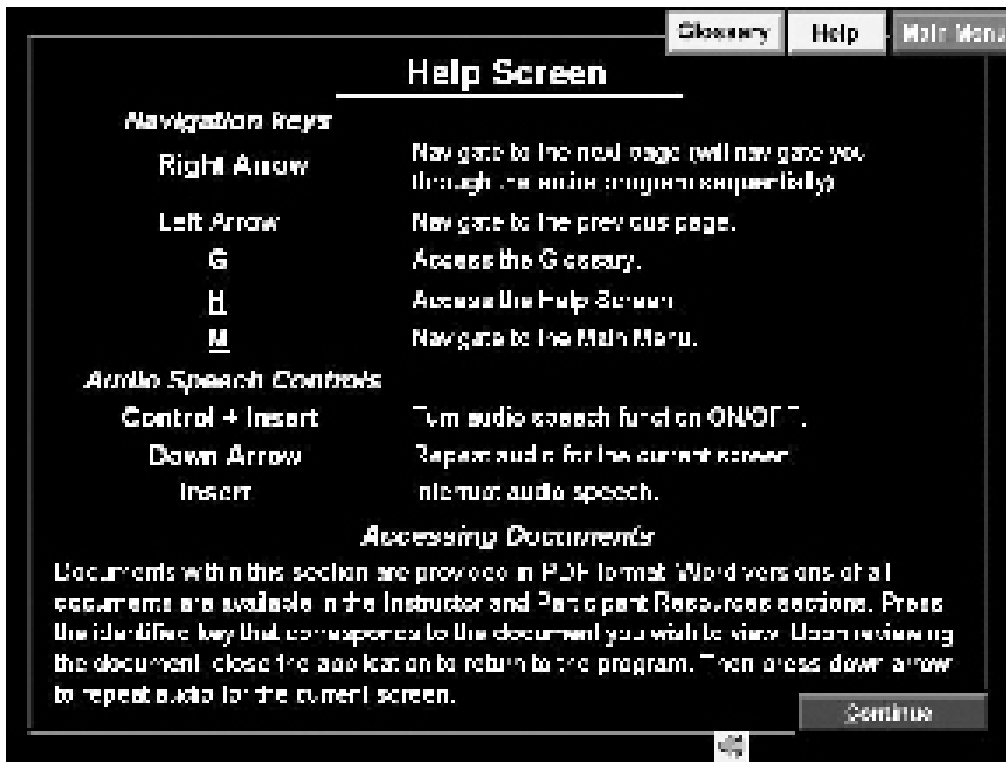 Glossary Help Main Menu
Help Screen
Navigation keys
Right Arrow Navigate to the next page (will navigate you
through the entire program sequentially)
Left Arrow Navigate to the previous page.
G Access the Glossary.
H Access the Help Screen
M Navigate to the Main Menu.
Audio Speech Controls
Control + Insert Turn audio speech function ON/OFF.
Down Arrow Repeat audio for the current screen
Insert Interrupt audio speech.
Accessing Documents
Documents within this section are provided in PDF format. Word versions of all
documents are available in the Instructor and Participant Resources sections. Press
the identified key that corresponds to the document you wish to view. Upon reviewing
the document, close the application to return to the program. Then press down arrow
to repeat audio for the current screen.
Continue